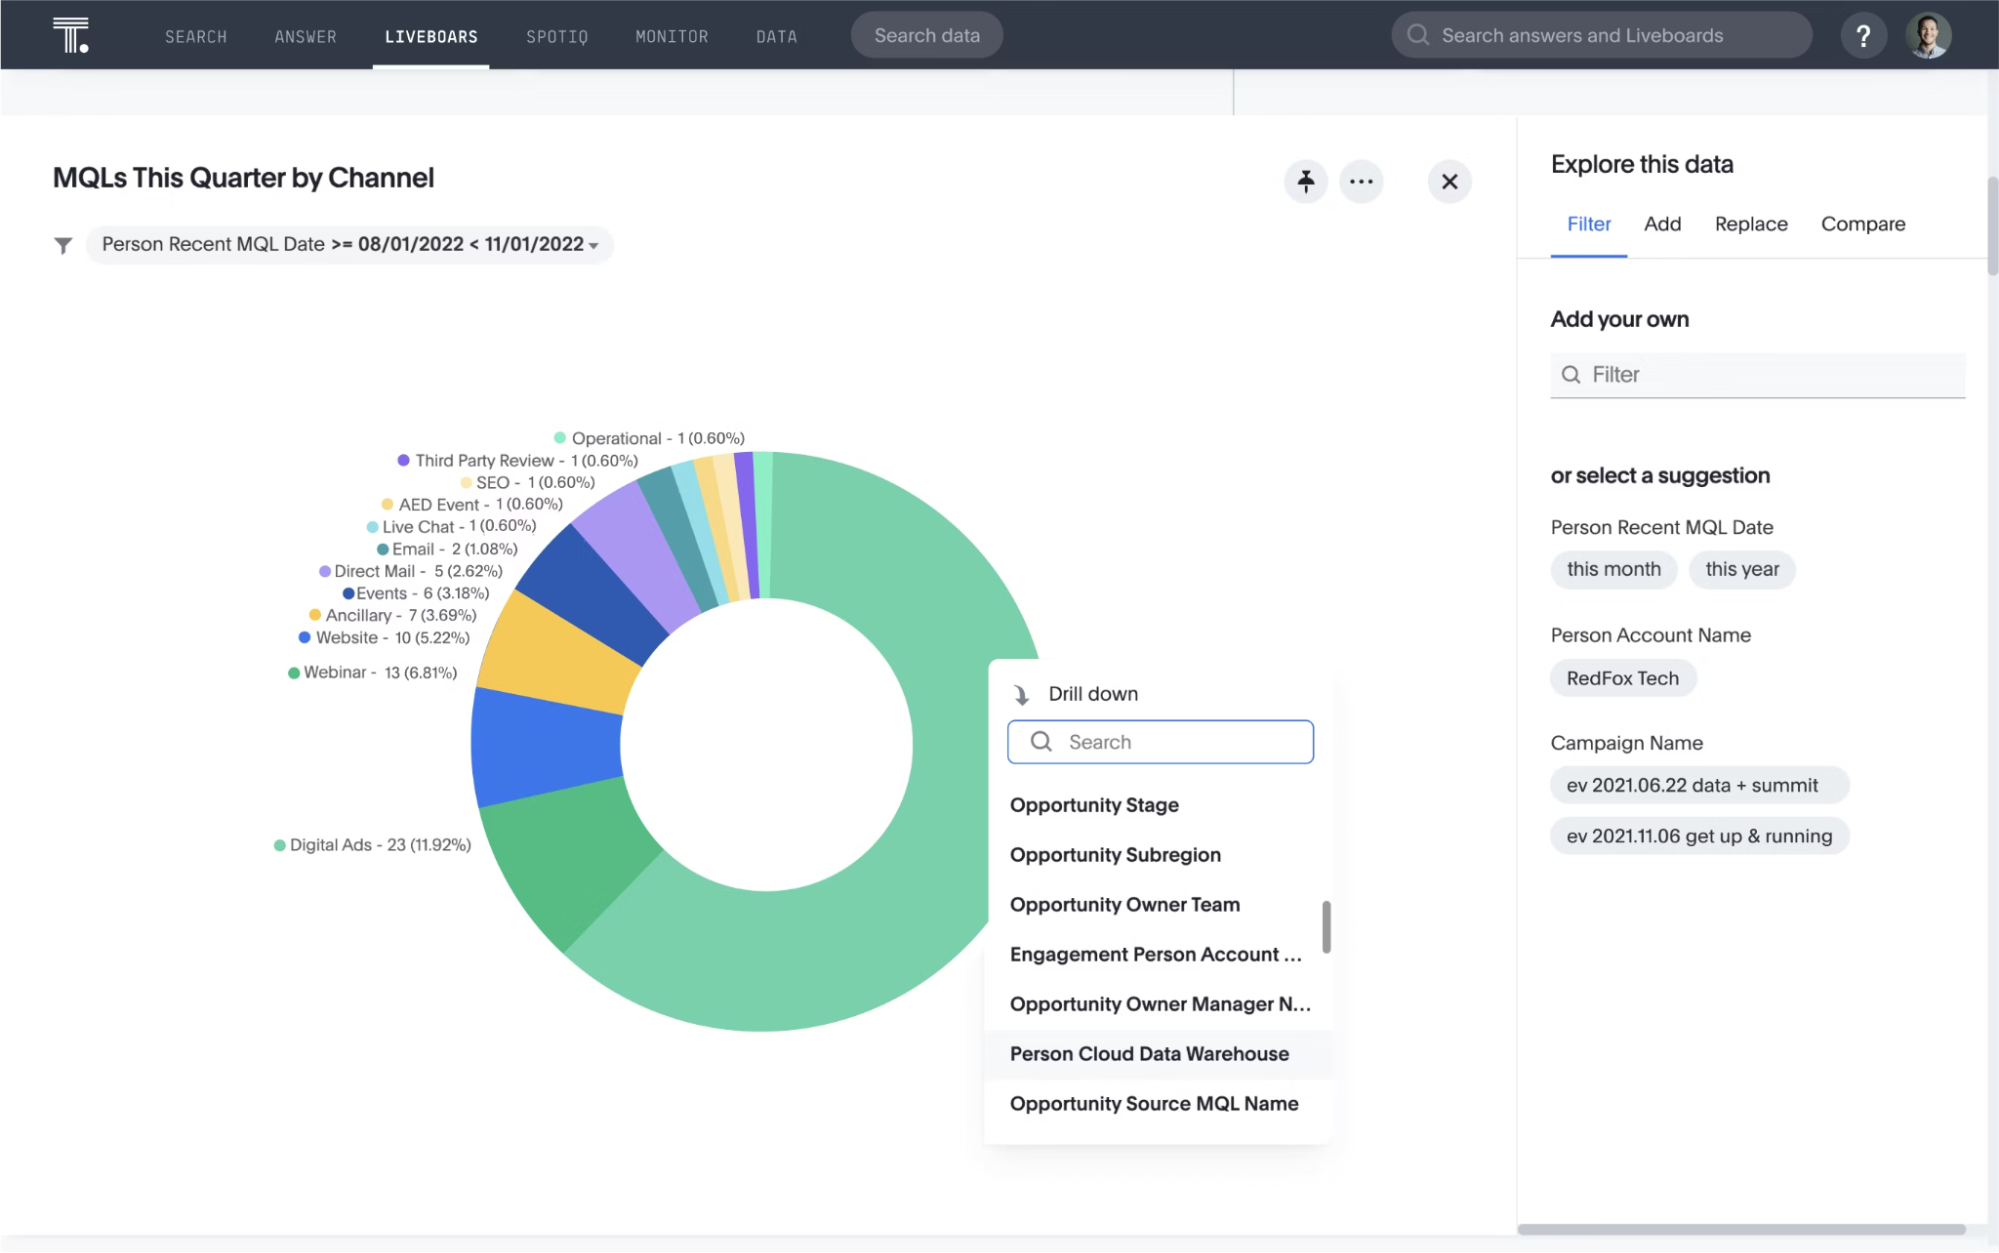 T.
SEARCH
ANSWER
LIVEBOARS
SPOTIQ
MONITOR
DATA
Search data
Search answers and Liveboards
?
MQLs This Quarter by Channel
Person Recent MQL Date >= 08/01/2022 < 11/01/2022
Operational - 1 (0.60%)
Third Party Review - 1 (0.60%)
SEO - 1 (0.60%)
AED Event - 1 (0.60%)
Live Chat - 1 (0.60%)
Email - 2 (1.08%)
Direct Mail - 5 (2.62%)
Events - 6 (3.18%)
Ancillary - 7 (3.69%)
Website - 10 (5.22%)
Webinar - 13 (6.81%)
Digital Ads - 23 (11.92%)
Drill down
Search
Opportunity Stage
Opportunity Subregion
Opportunity Owner Team
Engagement Person Account ...
Opportunity Owner Manager N...
Person Cloud Data Warehouse
Opportunity Source MQL Name
Explore this data
Filter
Add
Replace
Compare
Add your own
Filter
or select a suggestion
Person Recent MQL Date
this month
this year
Person Account Name
RedFox Tech
Campaign Name
ev 2021.06.22 data + summit
ev 2021.11.06 get up & running